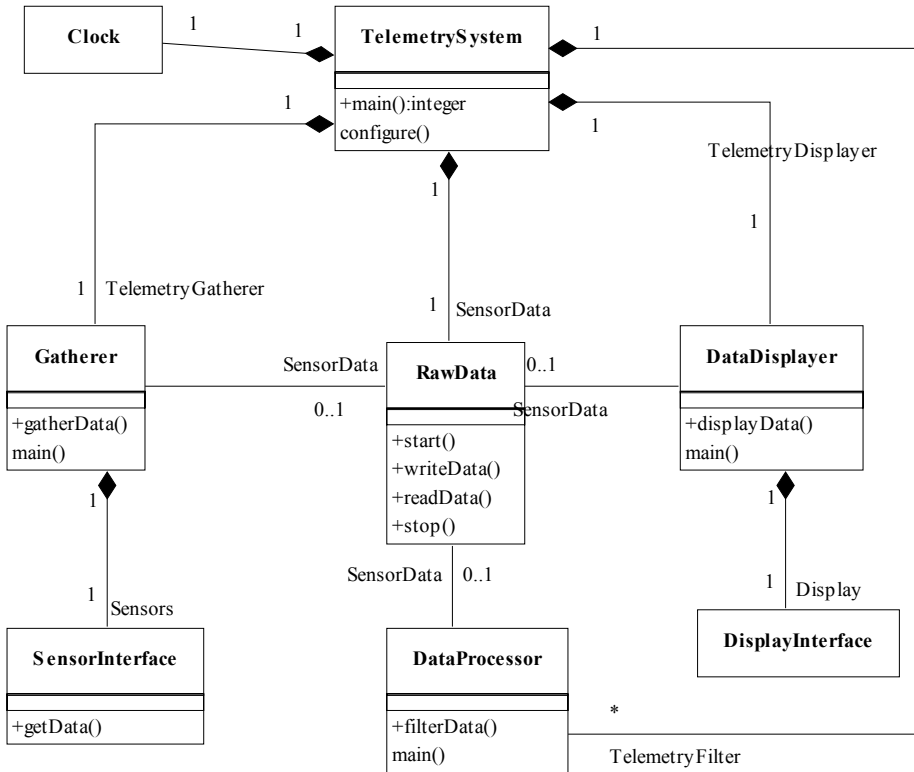 1
1
1
Clock
TelemetrySystem
+main():integer
configure()
1
1
1
TelemetryDisplayer
1
1
TelemetryGatherer
1
SensorData
Gatherer
+gatherData()
main()
SensorData
0..1
RawData
+start()
+writeData()
+readData()
+stop()
0..1
SensorData
DataDisplayer
+displayData()
main()
1
1
SensorData
0..1
1
Sensors
1
Display
SensorInterface
+getData()
DataProcessor
+filterData()
main()
DisplayInterface
*
TelemetryFilter